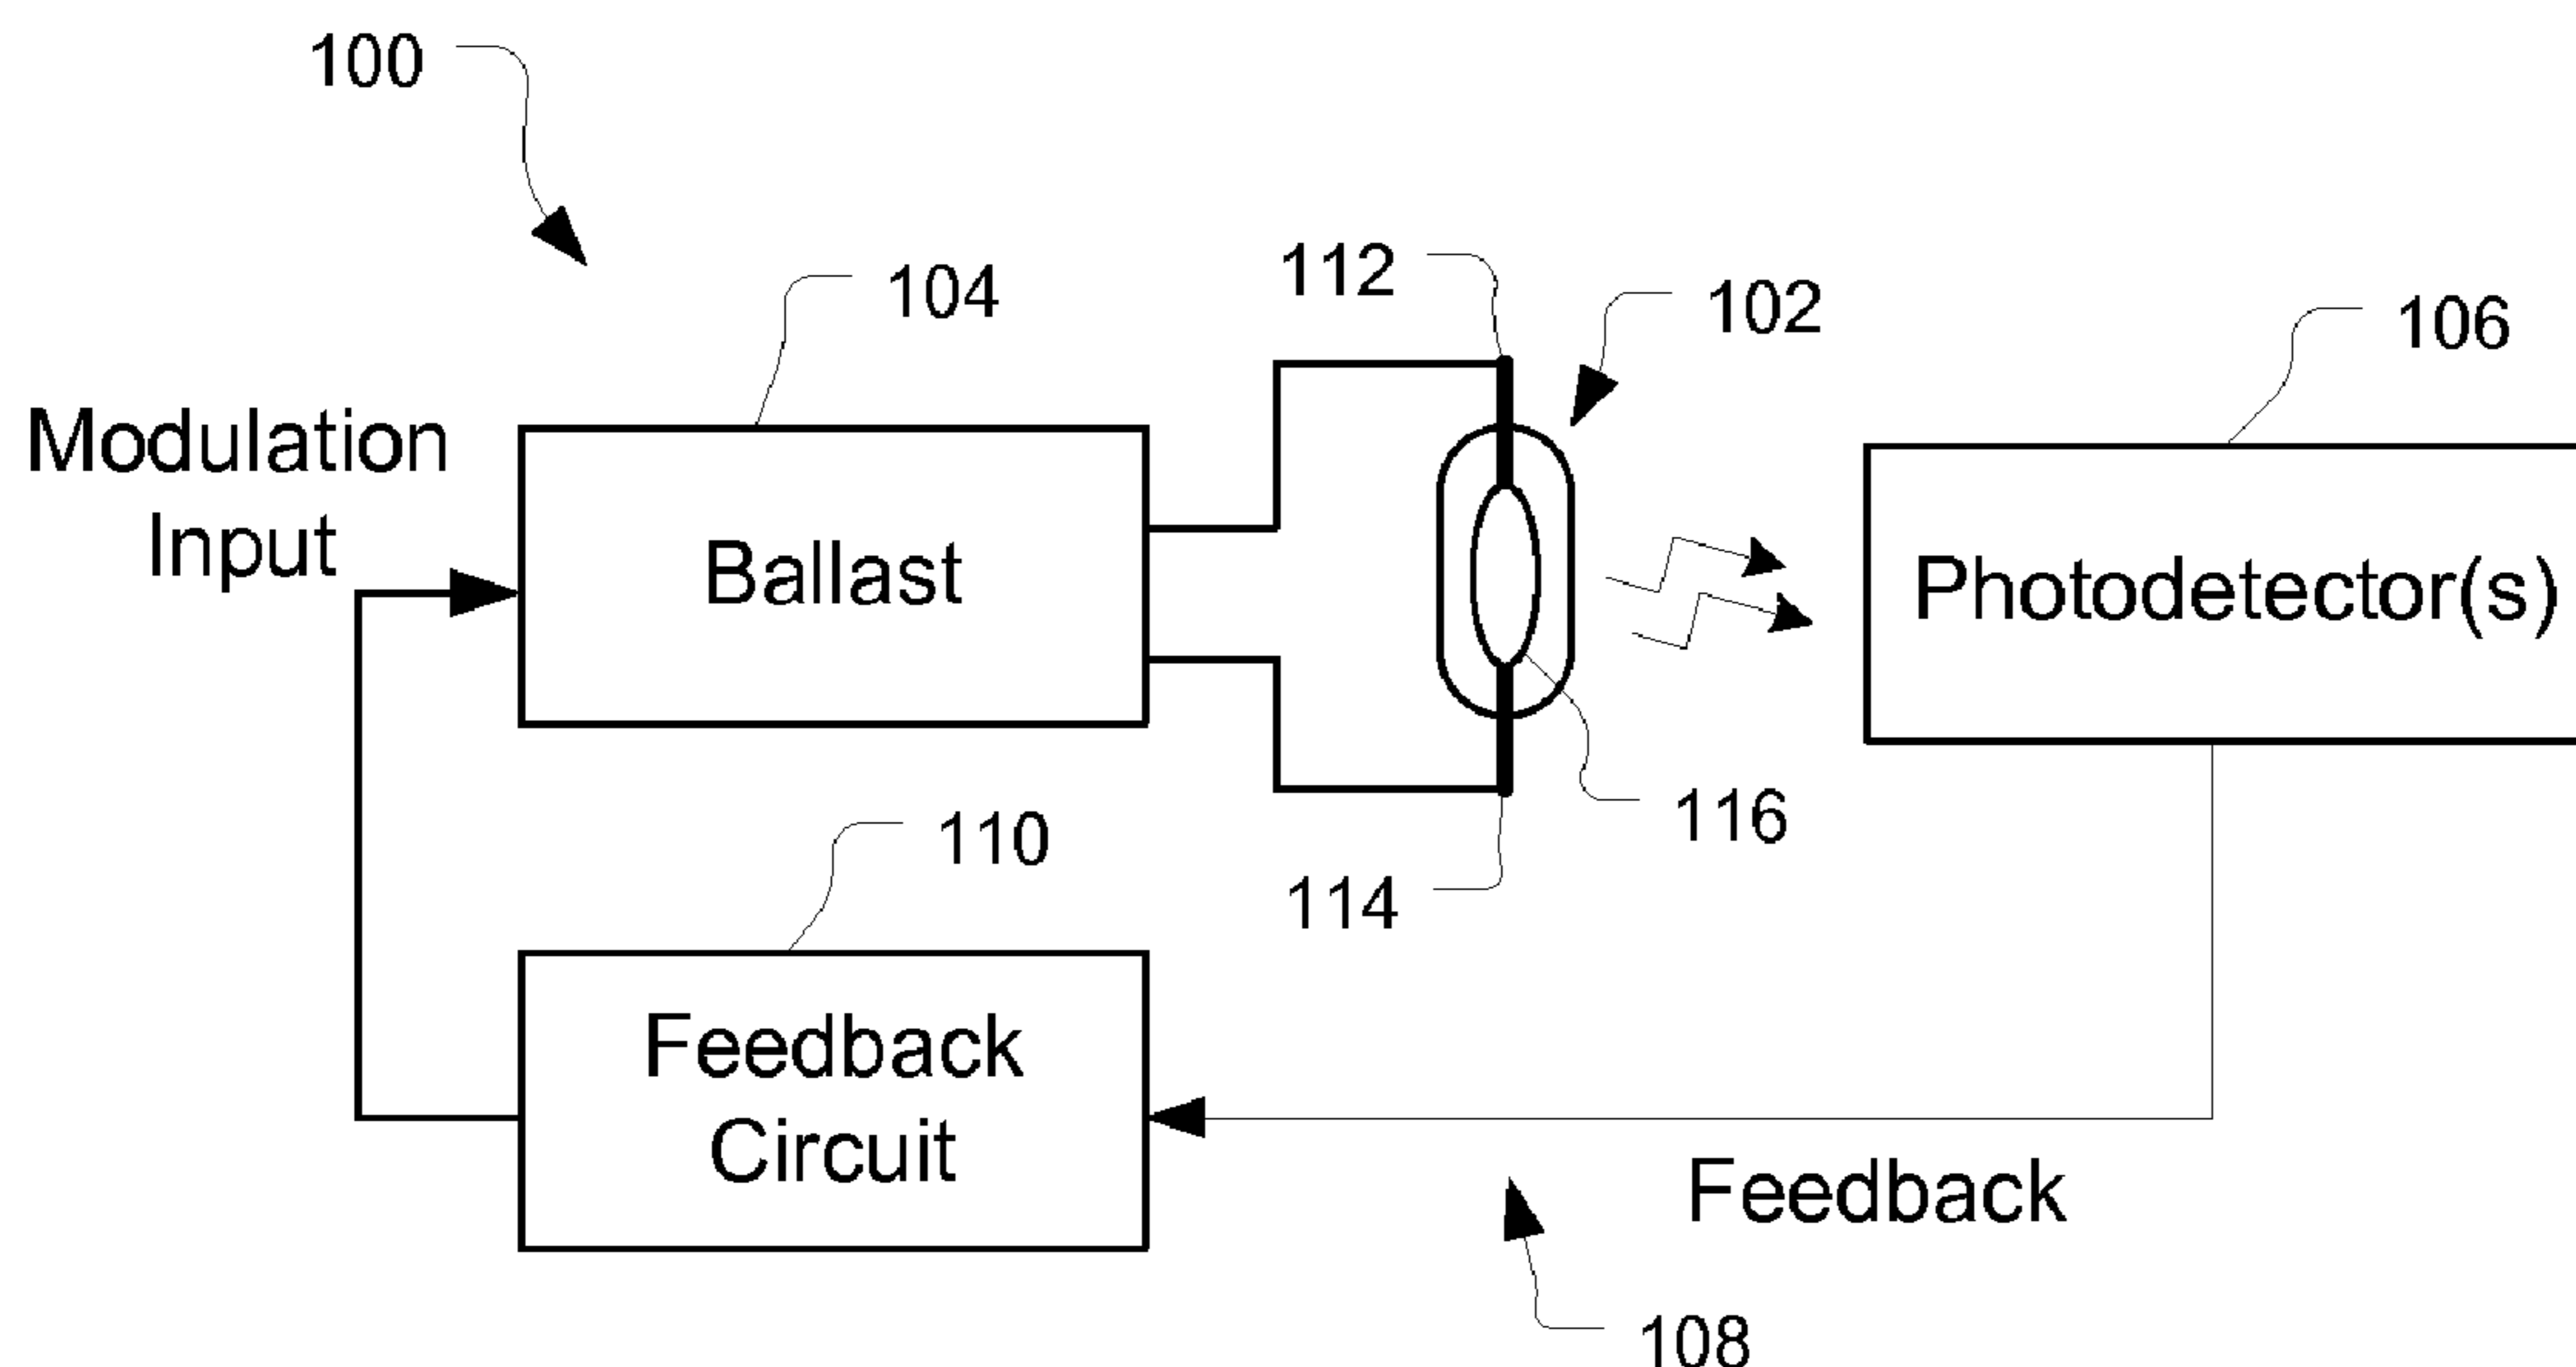 100
104
112
102
106
Modulation
Input
Ballast
Photodetector(s)
116
110
114
Feedback
Circuit
Feedback
108